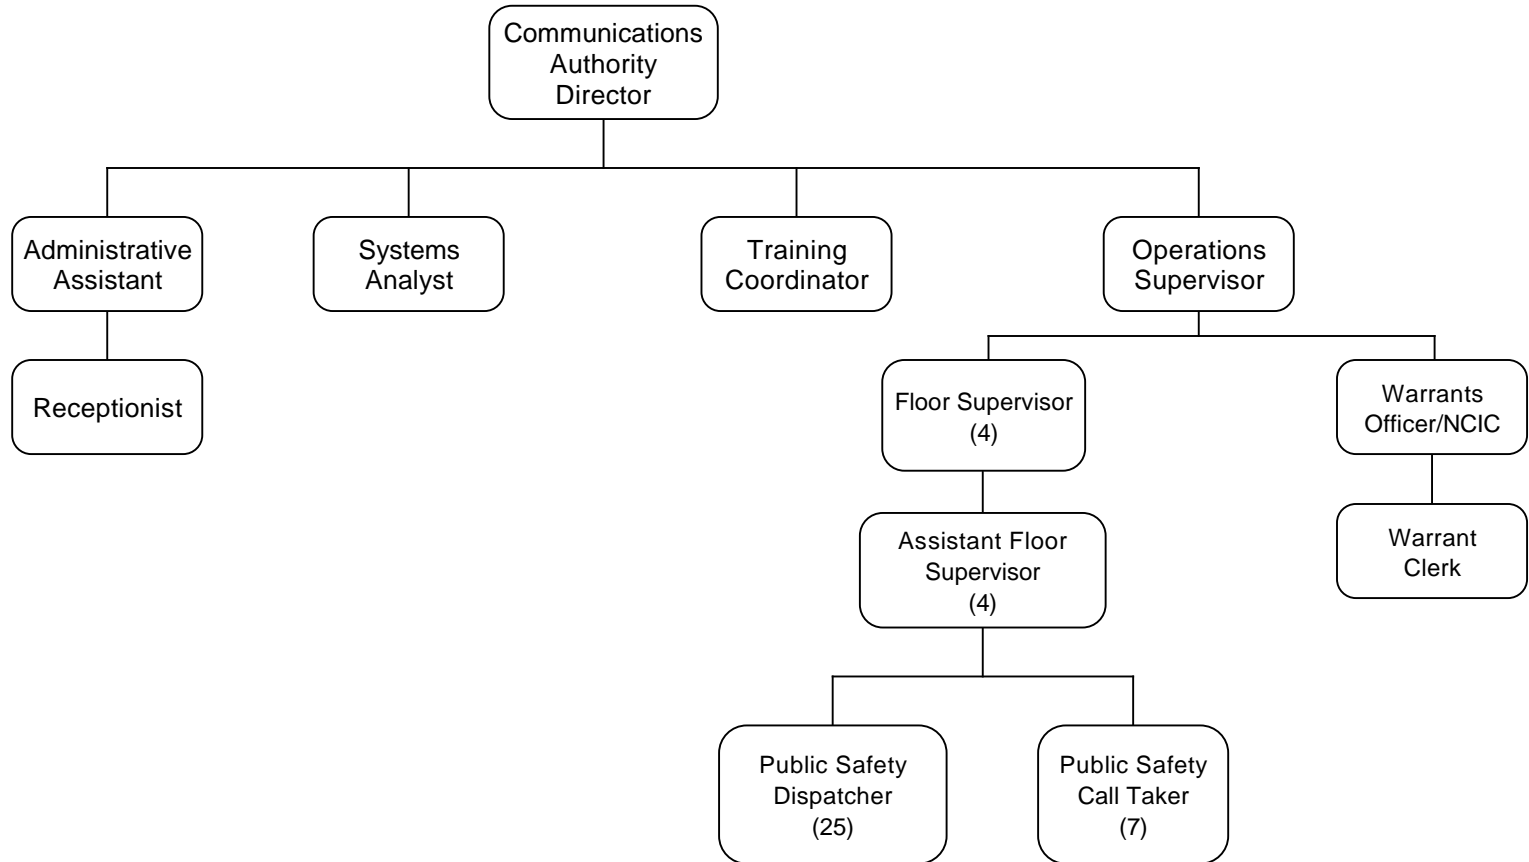 Communications
Authority
Director
Administrative
Assistant
Systems
Analyst
Training
Coordinator
Operations
Supervisor
Receptionist
Floor Supervisor
(4)
Warrants
Officer/NCIC
Assistant Floor
Supervisor
(4)
Warrant
Clerk
Public Safety
Dispatcher
(25)
Public Safety
Call Taker
(7)